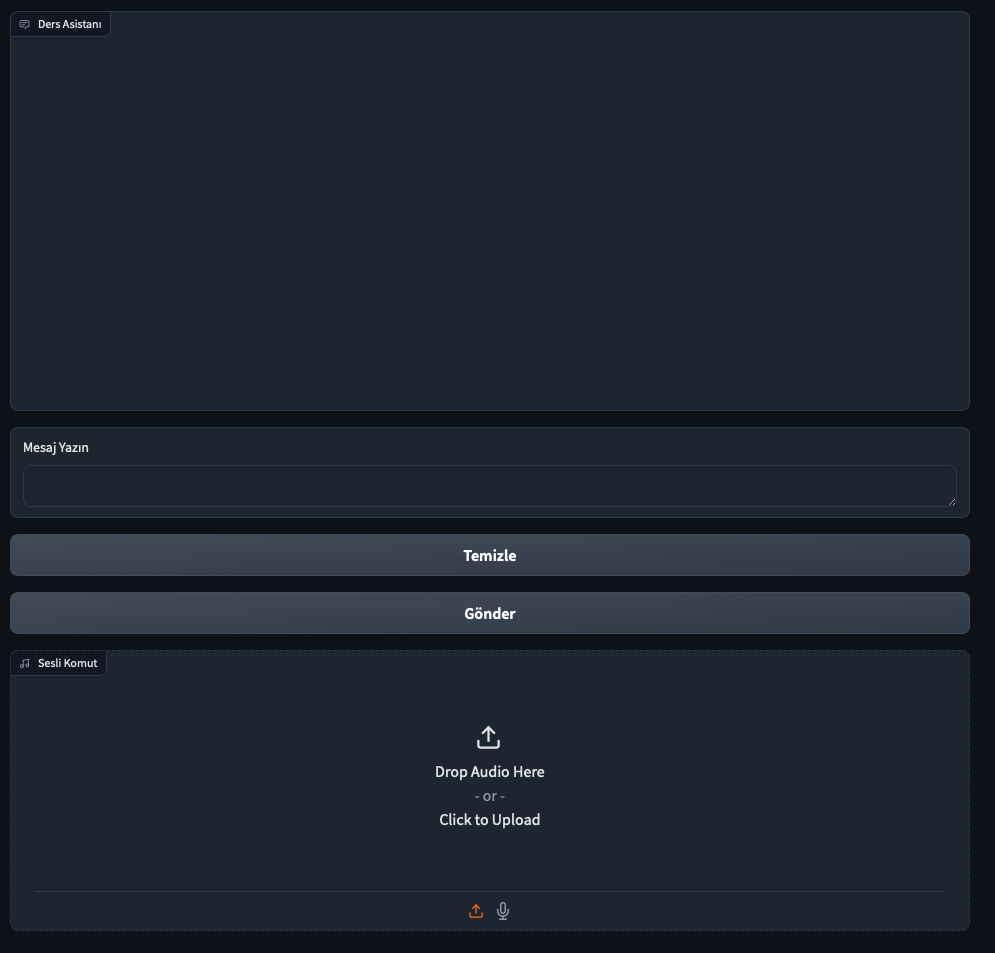 Ders Asistanı
Mesaj Yazın
Temizle
Gönder
Sesli Komut
Drop Audio Here
- or -
Click to Upload